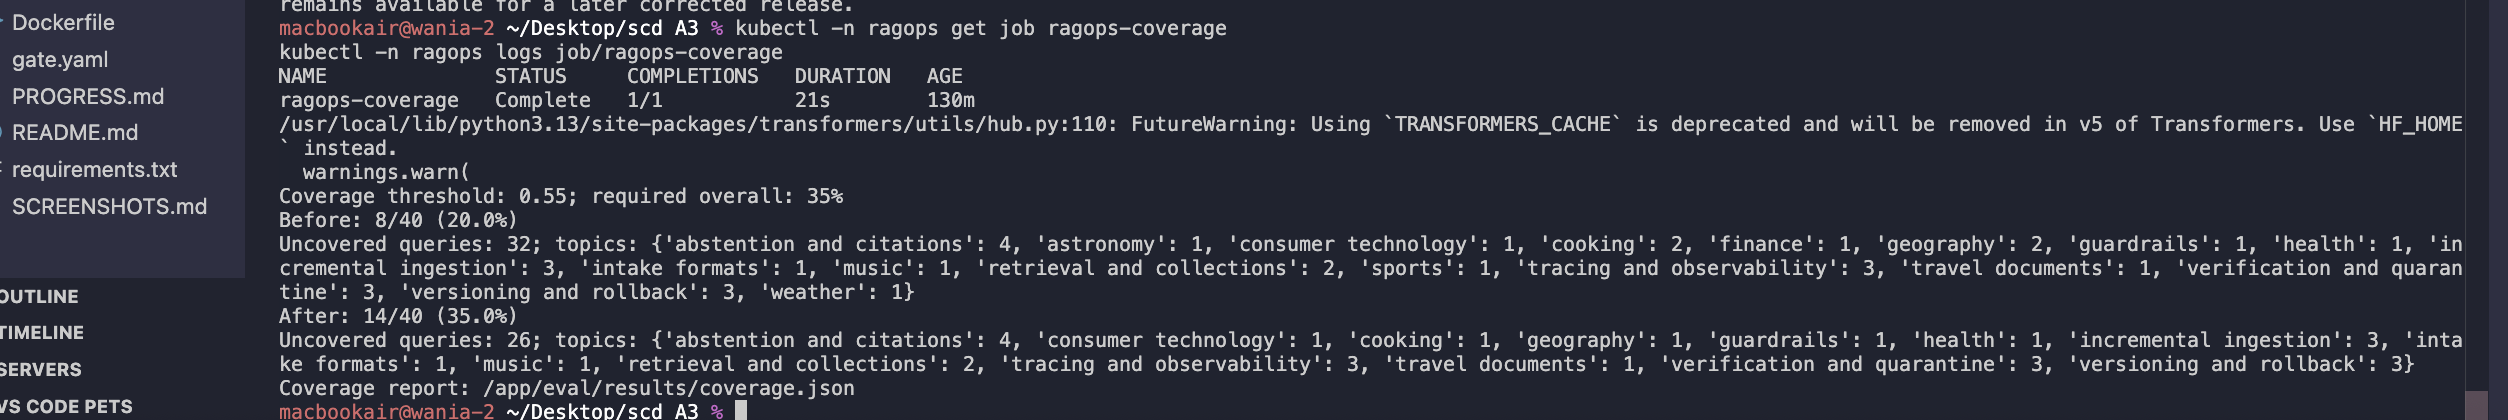 Dockerfile
gate.yaml
PROGRESS.md
README.md
requirements.txt
SCREENSHOTS.md
OUTLINE
TIMELINE
SERVERS
VS CODE PETS
remains available for a later corrected release.
macbookair@wania-2 ~/Desktop/scd A3 % kubectl -n ragops get job ragops-coverage
kubectl -n ragops logs job/ragops-coverage
NAME STATUS COMPLETIONS DURATION AGE
ragops-coverage Complete 1/1 21s 130m
/usr/local/lib/python3.13/site-packages/transformers/utils/hub.py:110: FutureWarning: Using `TRANSFORMERS_CACHE` is deprecated and will be removed in v5 of Transformers. Use `HF_HOME
` instead.
warnings.warn(
Coverage threshold: 0.55; required overall: 35%
Before: 8/40 (20.0%)
Uncovered queries: 32; topics: {'abstention and citations': 4, 'astronomy': 1, 'consumer technology': 1, 'cooking': 2, 'finance': 1, 'geography': 2, 'guardrails': 1, 'health': 1, 'in
cremental ingestion': 3, 'intake formats': 1, 'music': 1, 'retrieval and collections': 2, 'sports': 1, 'tracing and observability': 3, 'travel documents': 1, 'verification and quaran
tine': 3, 'versioning and rollback': 3, 'weather': 1}
After: 14/40 (35.0%)
Uncovered queries: 26; topics: {'abstention and citations': 4, 'consumer technology': 1, 'cooking': 1, 'geography': 1, 'guardrails': 1, 'health': 1, 'incremental ingestion': 3, 'inta
ke formats': 1, 'music': 1, 'retrieval and collections': 2, 'tracing and observability': 3, 'travel documents': 1, 'verification and quarantine': 3, 'versioning and rollback': 3}
Coverage report: /app/eval/results/coverage.json
macbookair@wania-2 ~/Desktop/scd A3 %